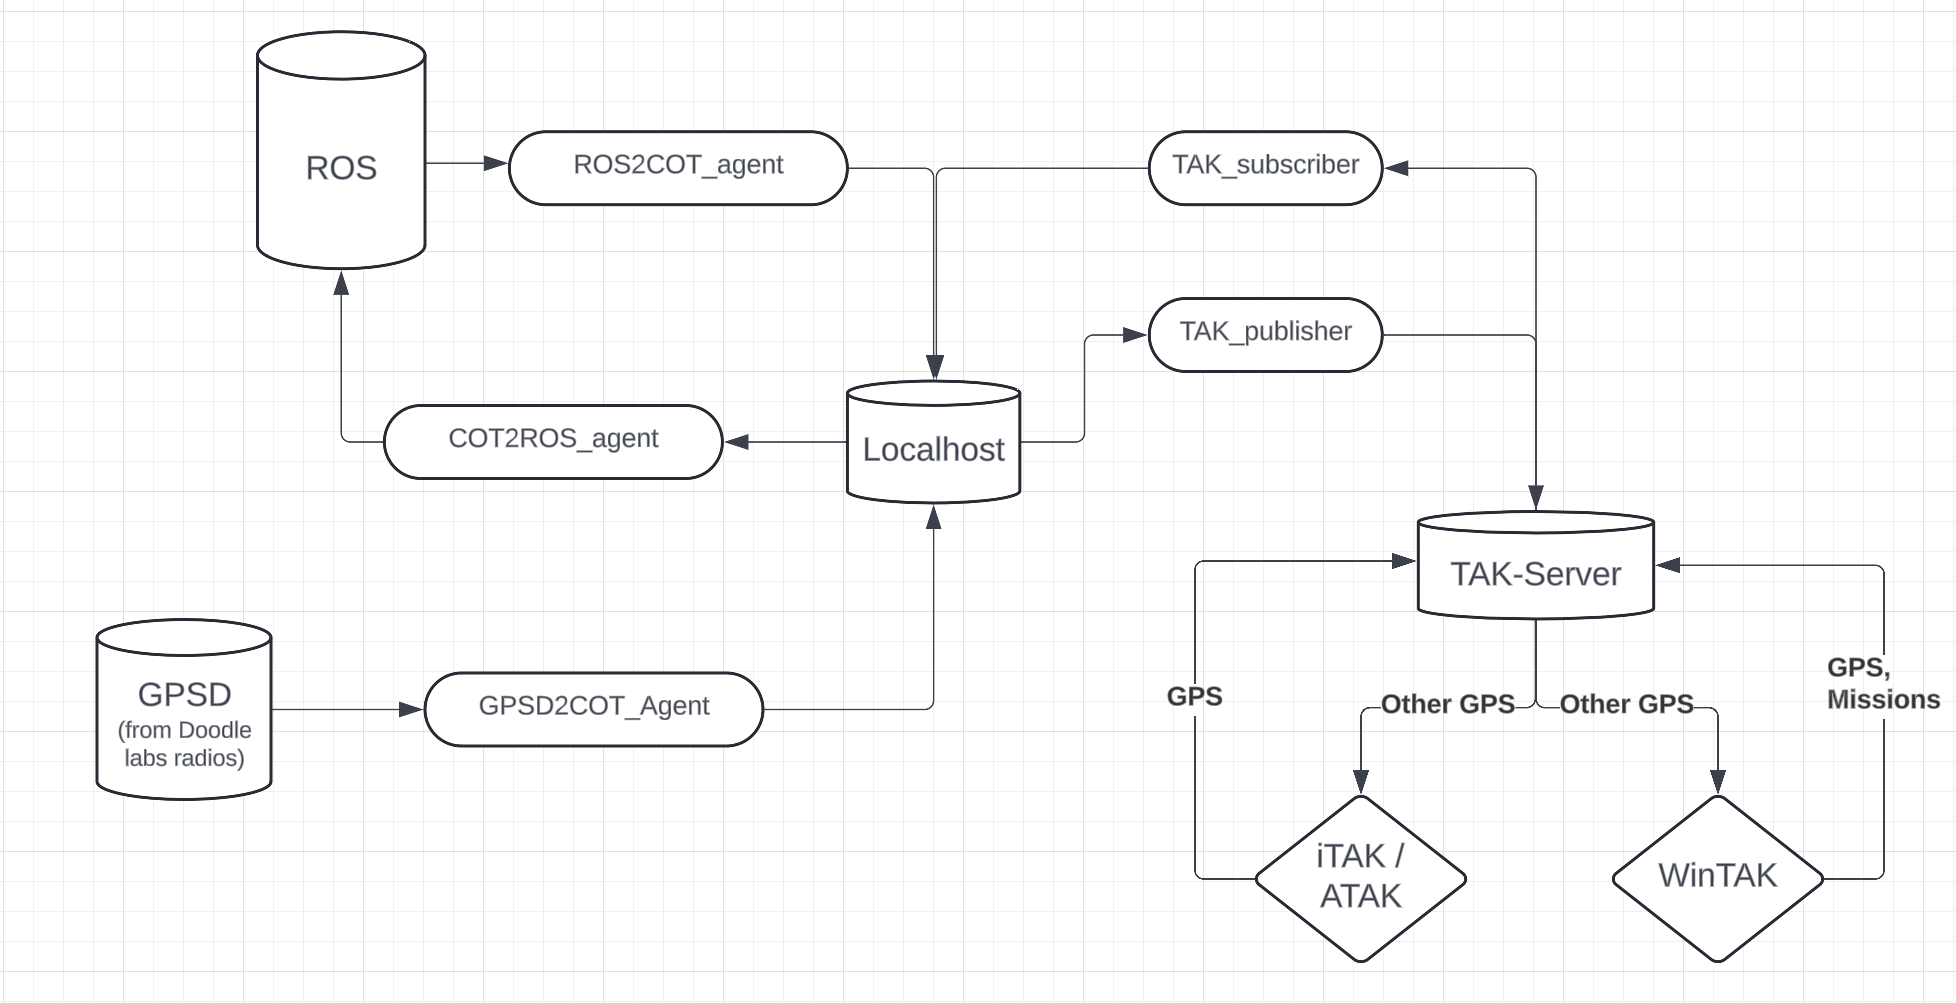 ROS
ROS2COT_agent
TAK_subscriber
TAK_publisher
COT2ROS_agent
Localhost
TAK-Server
GPSD
(from Doodle
labs radios)
GPSD2COT_Agent
GPS
Other GPS
Other GPS
GPS,
Missions
iTAK /
ATAK
WinTAK